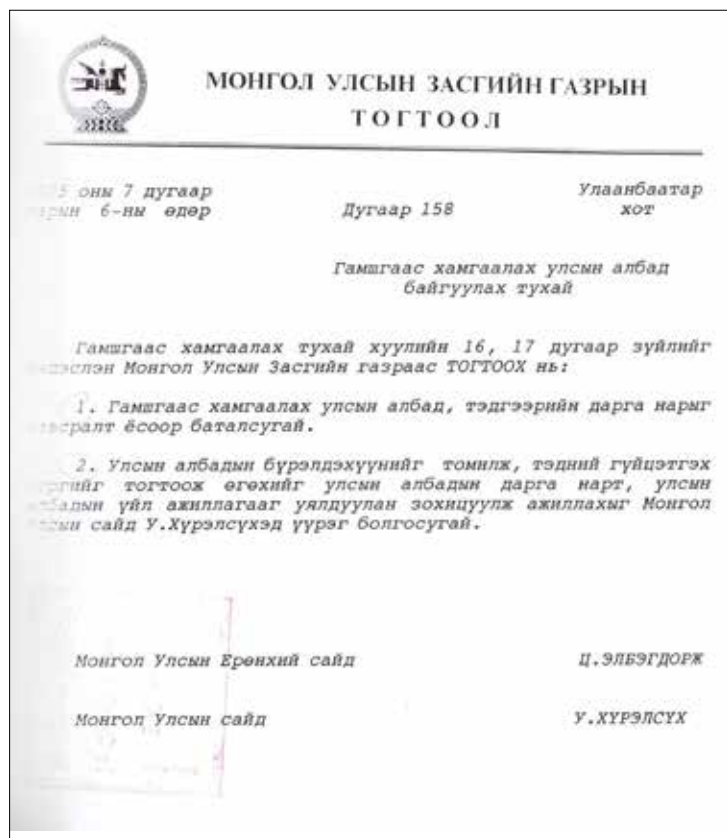 МОНГОЛ УЛСЫН ЗАСГИЙН ГАЗРЫН
ТОГТООЛ
оны 7 дугаар
6-ны өдөр
Дугаар 158
Улаанбаатар
хот
Гамшгаас хамгаалах улсын албад
байгуулах тухай
Гамшгаас хамгаалах тухай хуулийн 16, 17 дугаар зүйлийг
Монгол Улсын Засгийн газраас ТОГТООХ нь:
1. Гамшгаас хамгаалах улсын албад, тэдгээрийн дарга нарыг
ёсоор баталсугай.
2. Улсын албадын бүрэлдэхүүнийг томилж, тэдний гүйцэтгэх
тогтоож өгөхийг улсын албадын дарга нарт, улсын
үйл ажиллагааг уялдуулан зохицуулж ажиллахыг Монгол
сайд У.Хүрэлсүхэд үүрэг болгосугай.
Монгол Улсын Ерөнхий сайд Ц.ЭЛБЭГДОРЖ
Монгол Улсын сайд У.ХҮРЭЛСҮХ